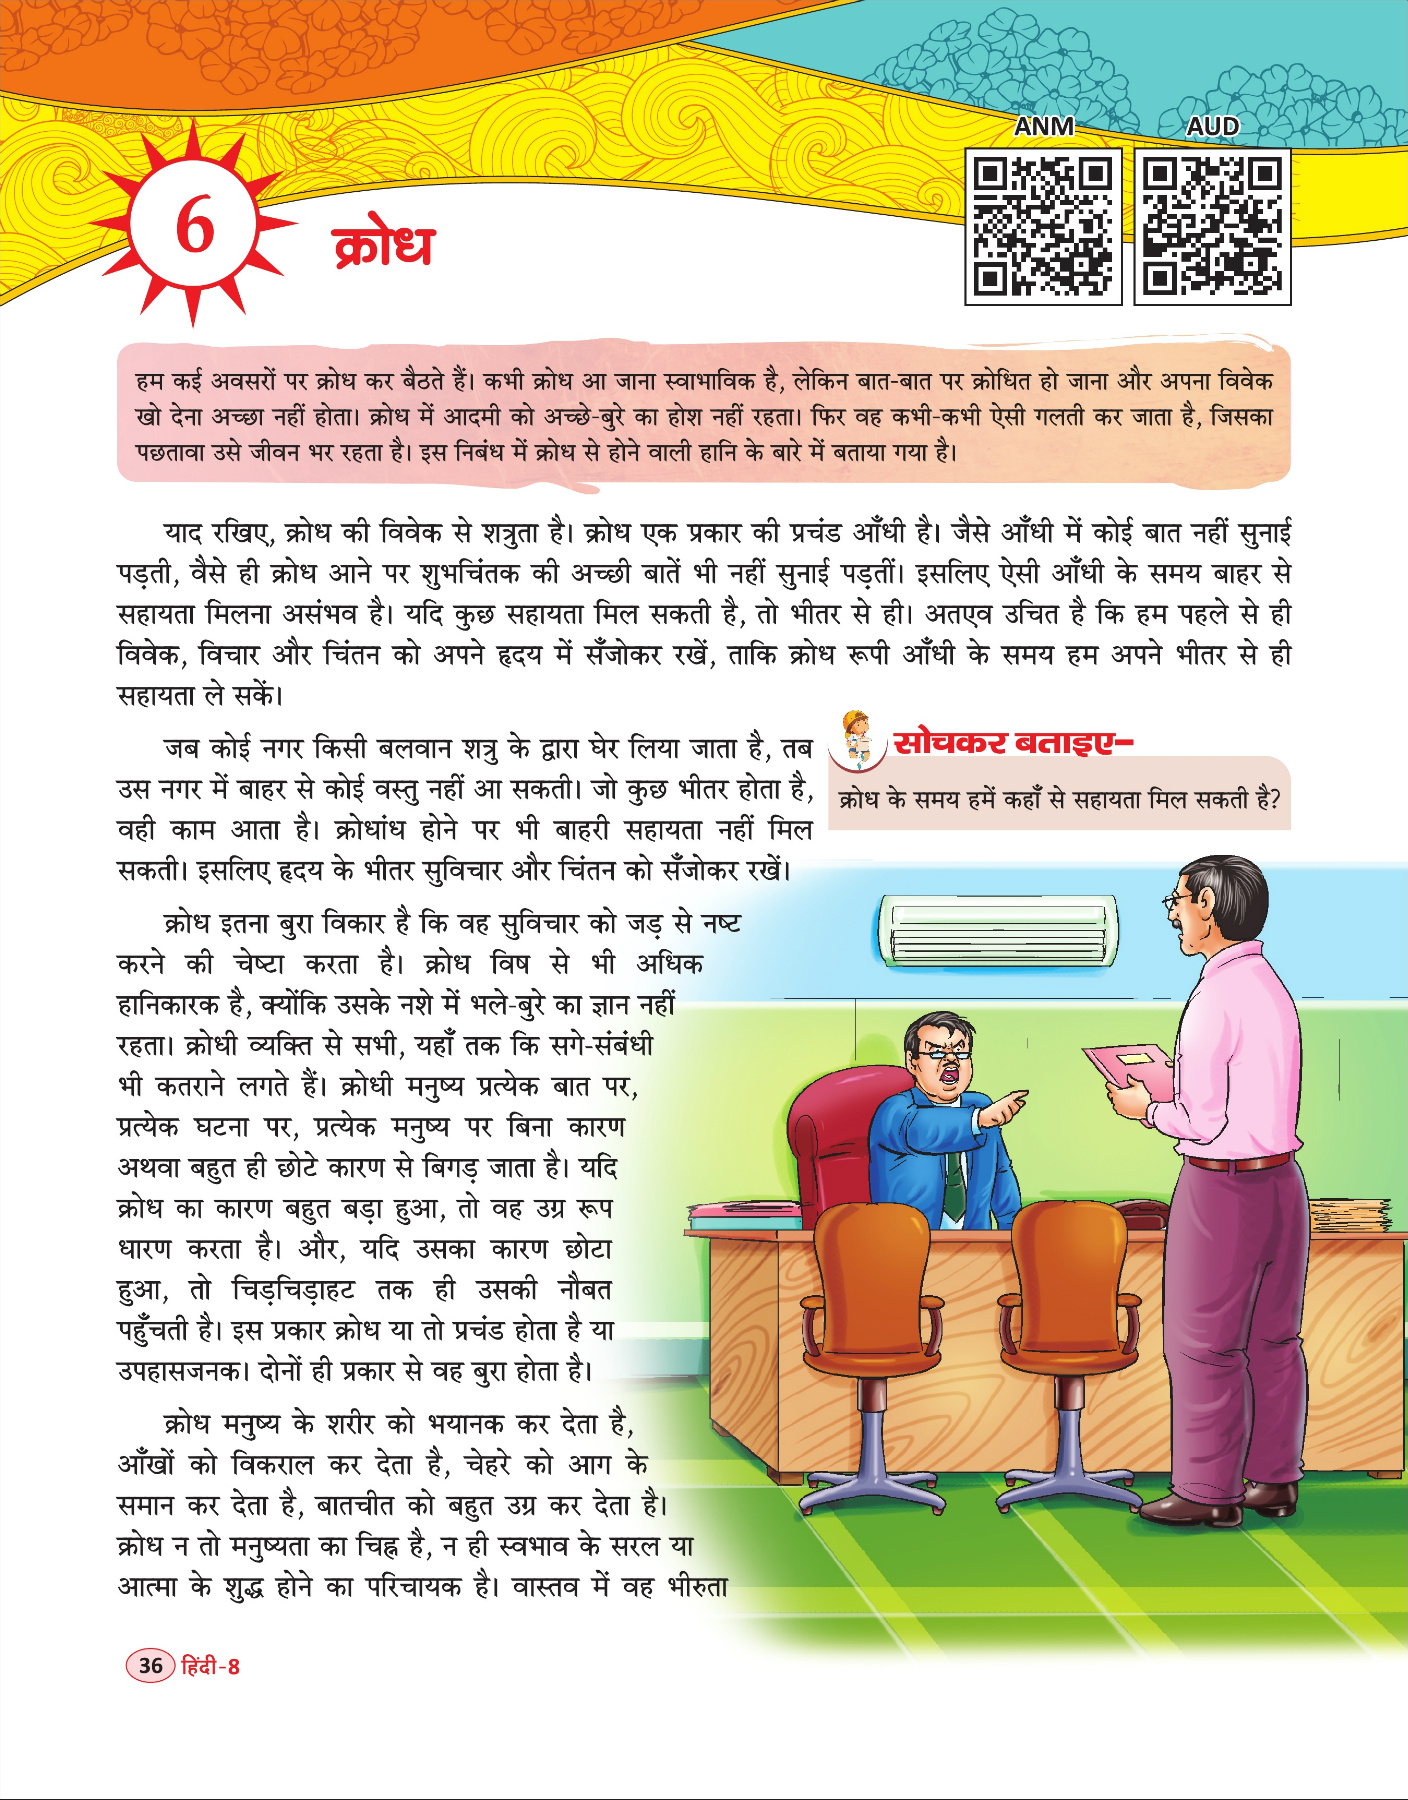 ANM
AUD
6
क्रोध
हम कई अवसरों पर क्रोध कर बैठते हैं। कभी क्रोध आ जाना स्वाभाविक है, लेकिन बात-बात पर क्रोधित हो जाना और अपना विवेक
खो देना अच्छा नहीं होता। क्रोध में आदमी को अच्छे-बुरे का होश नहीं रहता। फिर वह कभी-कभी ऐसी गलती कर जाता है, जिसका
पछतावा उसे जीवन भर रहता है। इस निबंध में क्रोध से होने वाली हानि के बारे में बताया गया है।
याद रखिए, क्रोध की विवेक से शत्रुता है। क्रोध एक प्रकार की प्रचंड आँधी है। जैसे आँधी में कोई बात नहीं सुनाई
पड़ती, वैसे ही क्रोध आने पर शुभचिंतक की अच्छी बातें भी नहीं सुनाई पड़तीं। इसलिए ऐसी आँधी के समय बाहर से
सहायता मिलना असंभव है। यदि कुछ सहायता मिल सकती है, तो भीतर से ही। अतएव उचित है कि हम पहले से ही
विवेक, विचार और चिंतन को अपने हृदय में सँजोकर रखें, ताकि क्रोध रूपी आँधी के समय हम अपने भीतर से ही
सहायता ले सकें।
जब कोई नगर किसी बलवान शत्रु के द्वारा घेर लिया जाता है, तब
उस नगर में बाहर से कोई वस्तु नहीं आ सकती। जो कुछ भीतर होता है,
वही काम आता है। क्रोधांध होने पर भी बाहरी सहायता नहीं मिल
सकती। इसलिए हृदय के भीतर सुविचार और चिंतन को सँजोकर रखें।
सोचकर बताइए–
क्रोध के समय हमें कहाँ से सहायता मिल सकती है?
क्रोध इतना बुरा विकार है कि वह सुविचार को जड़ से नष्ट
करने की चेष्टा करता है। क्रोध विष से भी अधिक
हानिकारक है, क्योंकि उसके नशे में भले-बुरे का ज्ञान नहीं
रहता। क्रोधी व्यक्ति से सभी, यहाँ तक कि सगे-संबंधी
भी कतराने लगते हैं। क्रोधी मनुष्य प्रत्येक बात पर,
प्रत्येक घटना पर, प्रत्येक मनुष्य पर बिना कारण
अथवा बहुत ही छोटे कारण से बिगड़ जाता है। यदि
क्रोध का कारण बहुत बड़ा हुआ, तो वह उग्र रूप
धारण करता है। और, यदि उसका कारण छोटा
हुआ, तो चिड़चिड़ाहट तक ही उसकी नौबत
पहुँचती है। इस प्रकार क्रोध या तो प्रचंड होता है या
उपहासजनक। दोनों ही प्रकार से वह बुरा होता है।
क्रोध मनुष्य के शरीर को भयानक कर देता है,
आँखों को विकराल कर देता है, चेहरे को आग के
समान कर देता है, बातचीत को बहुत उग्र कर देता है।
क्रोध न तो मनुष्यता का चिह्न है, न ही स्वभाव के सरल या
आत्मा के शुद्ध होने का परिचायक है। वास्तव में वह भीरुता
36 हिंदी-8